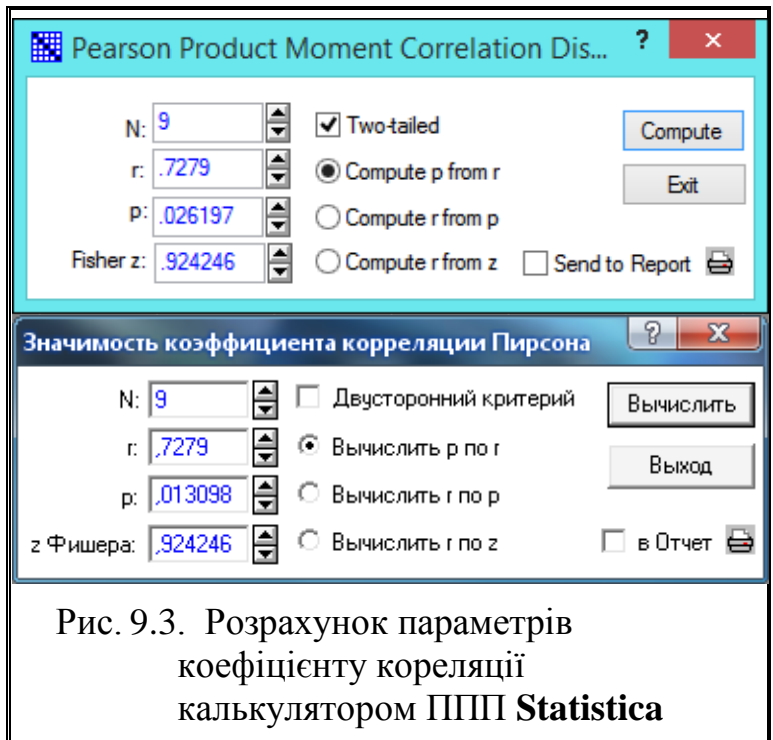 Pearson Product Moment Correlation Dis... ? ×
N: 9 Two-tailed Compute
r: .7279 Compute p from r Exit
p: .026197 Compute r from p
Fisher z: .924246 Compute r from z Send to Report
Значимость коэффициента корреляции Пирсона ? X
N: 9 Двусторонний критерий Вычислить
r: ,7279 Вычислить p по r Выход
p: ,013098 Вычислить r по p
z Фишера: ,924246 Вычислить r по z в Отчет
Рис. 9.3. Розрахунок параметрів
коефіцієнту кореляції
калькулятором ППП Statistica